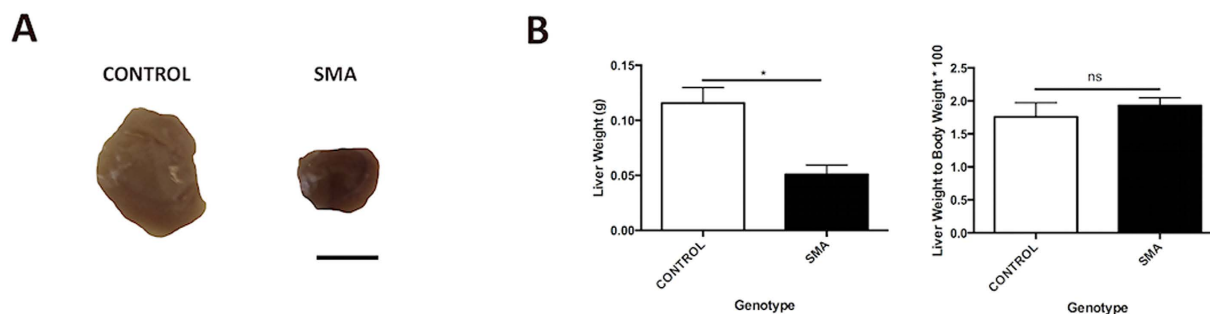 A
CONTROL
SMA
B
Liver Weight (g)
0.15
0.10
0.05
0.00
*
CONTROL
SMA
Genotype
Liver Weight to Body Weight * 100
2.5
2.0
1.5
1.0
0.5
0.0
ns
CONTROL
SMA
Genotype